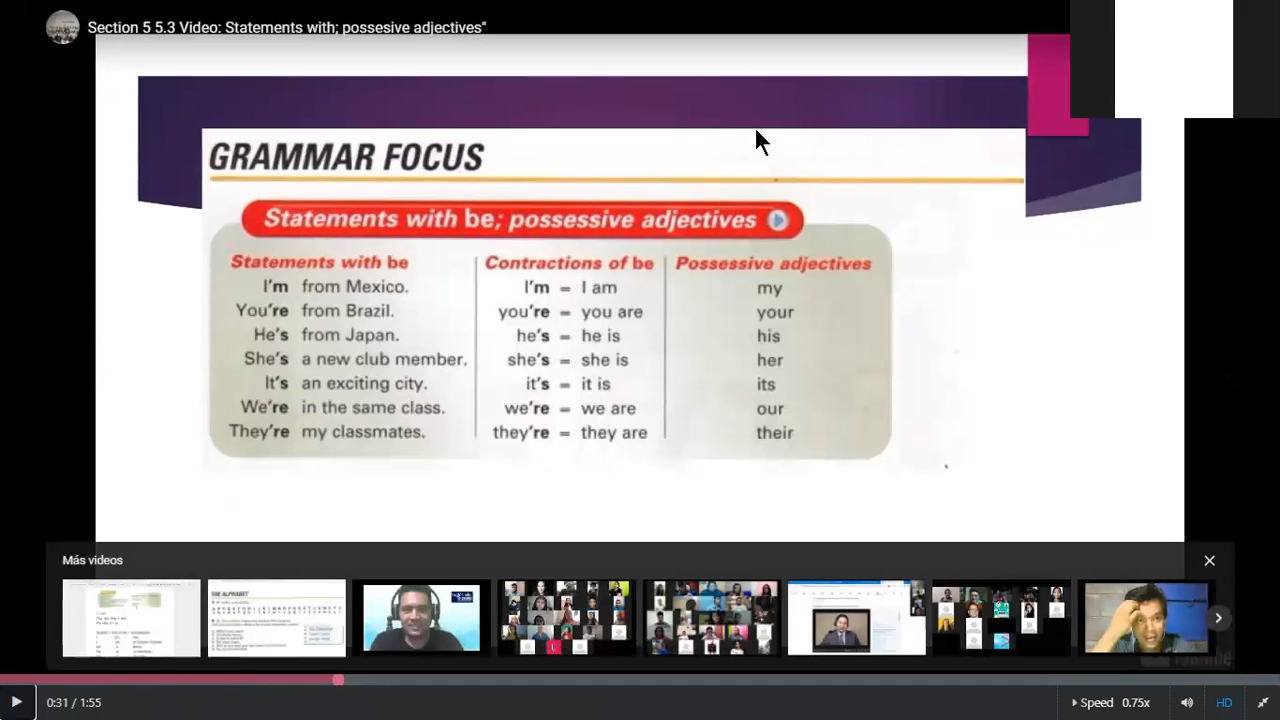 Section 5 5.3 Video: Statements with; possesive adjectives"
GRAMMAR FOCUS
Statements with be; possessive adjectives
Statements with be
I'm from Mexico.
You're from Brazil.
He's from Japan.
She's a new club member.
It's an exciting city.
We're in the same class.
They're my classmates.
Contractions of be
I'm = I am
you're = you are
he's = he is
she's = she is
it's = it is
we're = we are
they're = they are
Possessive adjectives
my
your
his
her
its
our
their
Más videos
THE ALPHABET
0:31 / 1:55
Speed 0.75x
HD